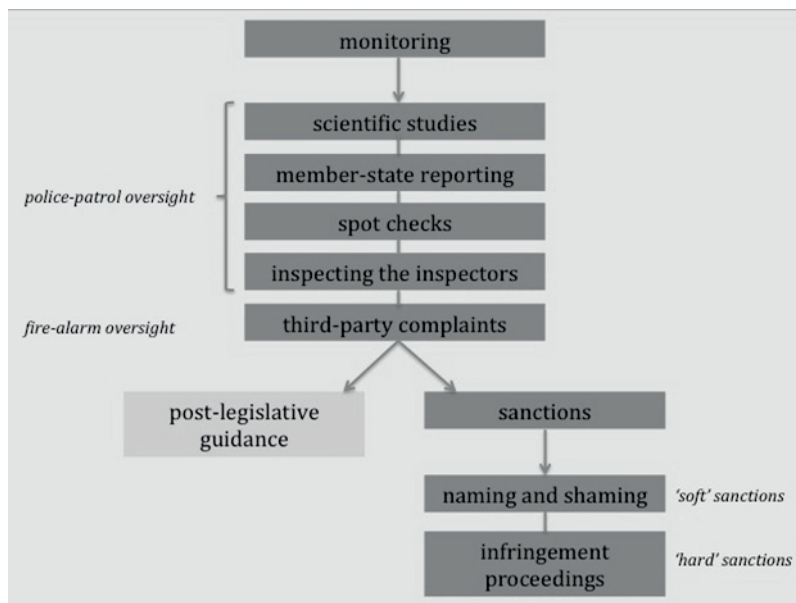 monitoring
scientific studies
member-state reporting
police-patrol oversight
spot checks
inspecting the inspectors
fire-alarm oversight
third-party complaints
post-legislative
guidance
sanctions
naming and shaming
‘soft’ sanctions
infringement
proceedings
‘hard’ sanctions